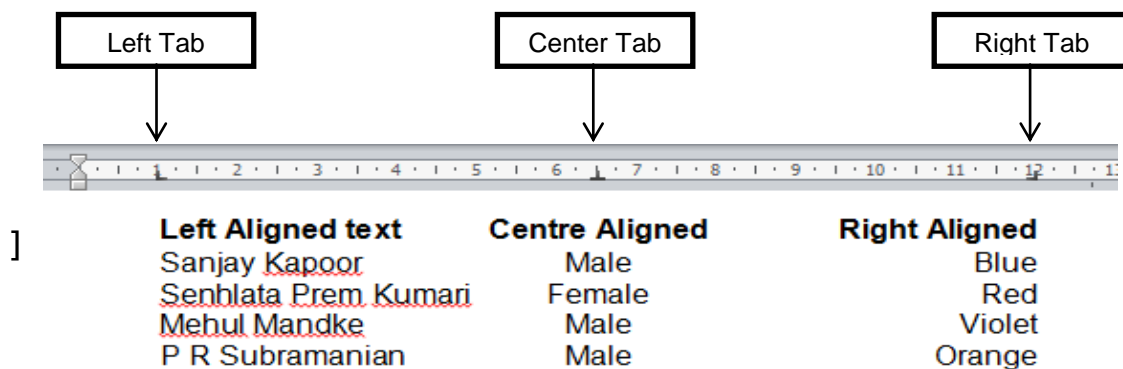 Left Tab Center Tab Right Tab
1 2 3 4 5 6 7 8 9 10 11 12
Left Aligned text Centre Aligned Right Aligned
]
Sanjay Kapoor Male Blue
Senhlata Prem Kumari Female Red
Mehul Mandke Male Violet
P R Subramanian Male Orange